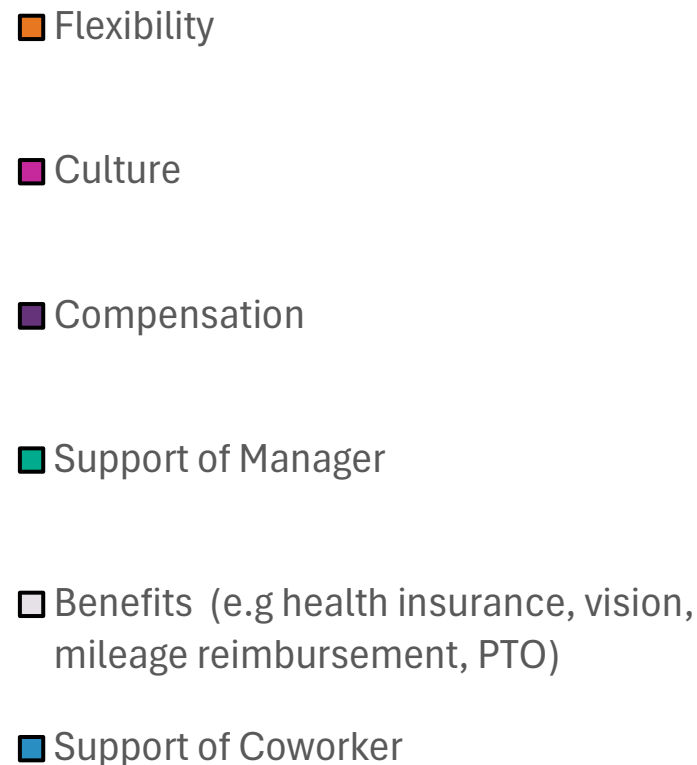 Flexibility
Culture
Compensation
Support of Manager
Benefits  (e.g health insurance, vision,
mileage reimbursement, PTO)
Support of Coworker